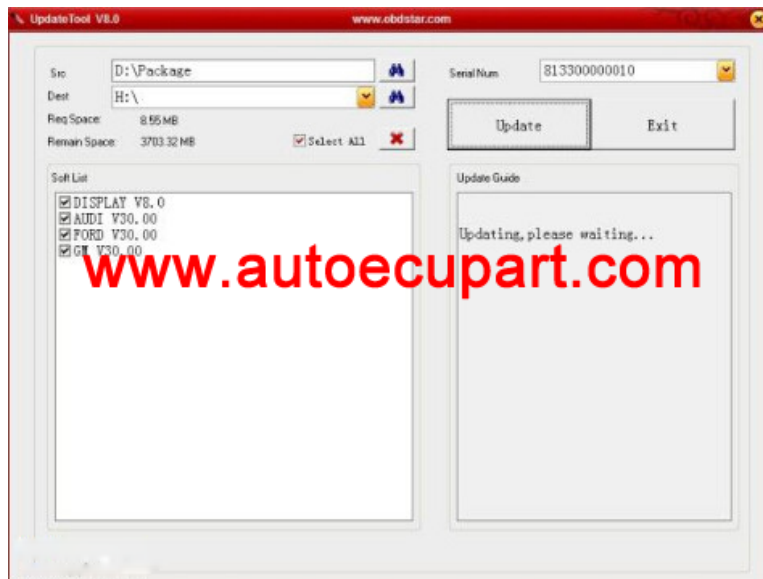 UpdateTool V8.0 www.obdstar.com
Src D:\Package
Dest H:\
Req Space: 8.55 MB
Remain Space: 3703.32 MB
Select All
Serial Num 813300000010
Update Exit
Soft List
DISPLAY V8.0
AUDI V30.00
FORD V30.00
GM V30.00
Update Guide
Updating,please waiting...
www.autoecupart.com